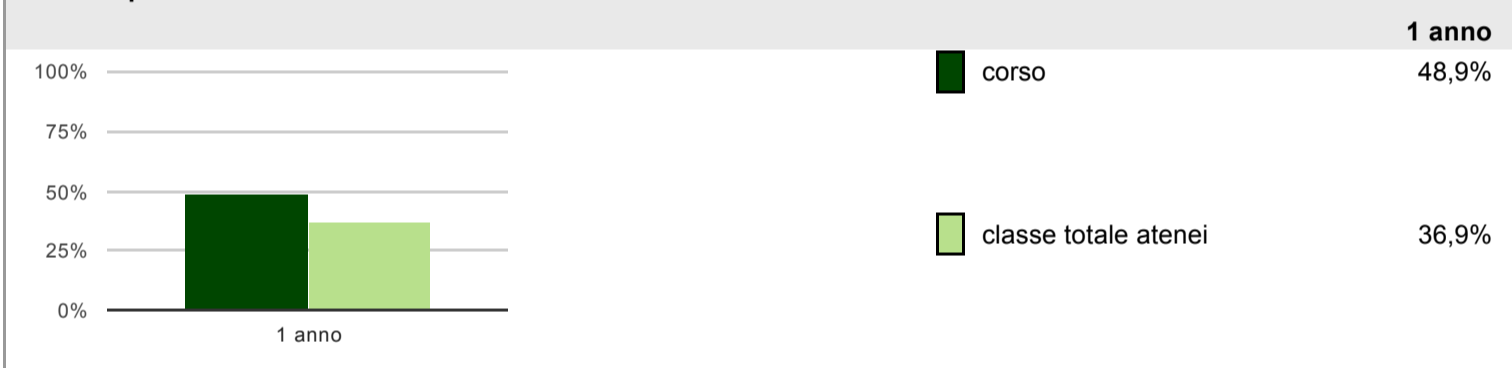 1 anno
100%
75%
50%
25%
0%
1 anno
corso 48,9%
classe totale atenei 36,9%